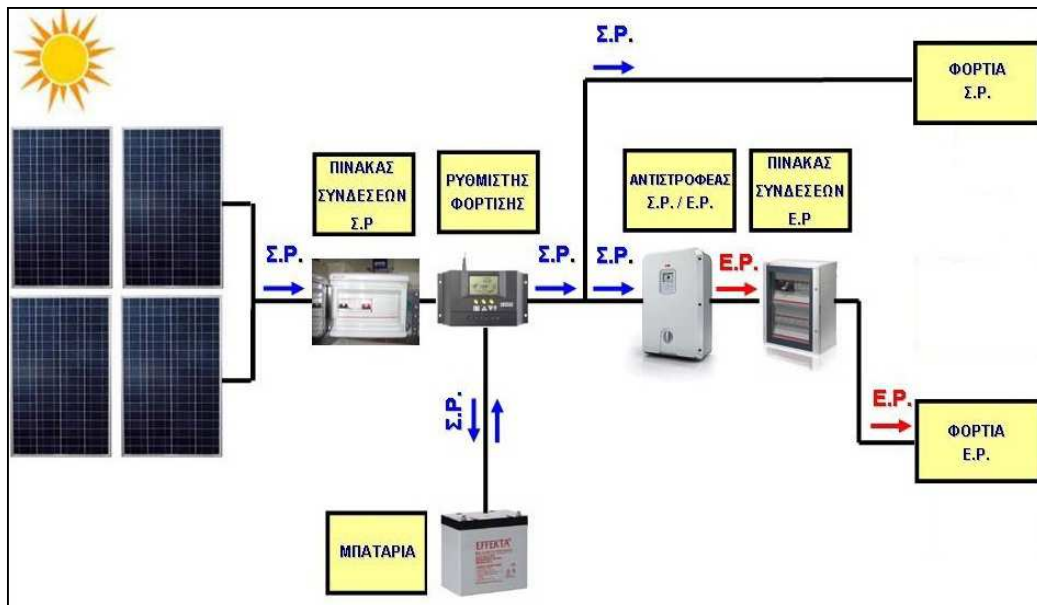 Σ.Ρ.
ΦΟΡΤΙΑ
Σ.Ρ.
ΠΙΝΑΚΑΣ
ΣΥΝΔΕΣΕΩΝ
Σ.Ρ
ΡΥΘΜΙΣΤΗΣ
ΦΟΡΤΙΣΗΣ
ΑΝΤΙΣΤΡΟΦΕΑΣ
Σ.Ρ. / Ε.Ρ.
ΠΙΝΑΚΑΣ
ΣΥΝΔΕΣΕΩΝ
Ε.Ρ
Σ.Ρ.
Σ.Ρ.
Σ.Ρ.
Ε.Ρ.
Σ.Ρ.
Ε.Ρ.
ΦΟΡΤΙΑ
Ε.Ρ.
ΜΠΑΤΑΡΙΑ
EFFEKTA